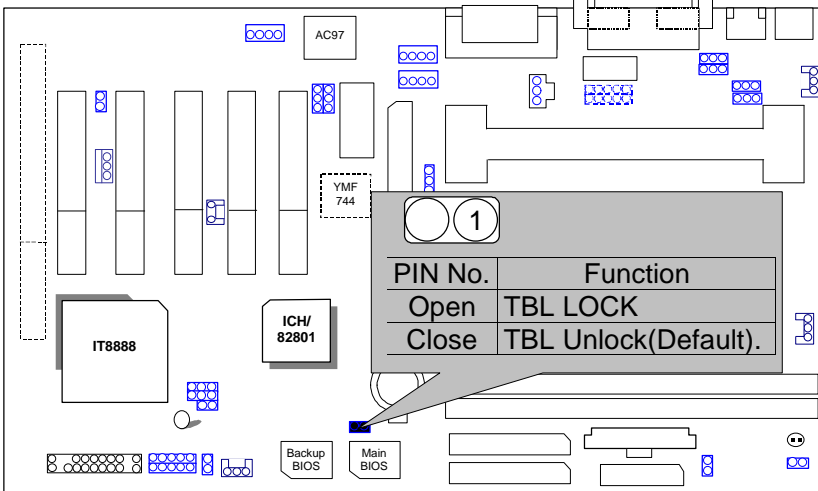 AC97
YMF
744
1
PIN No. Function
Open TBL LOCK
Close TBL Unlock(Default).
IT8888
ICH/
82801
Backup
BIOS
Main
BIOS